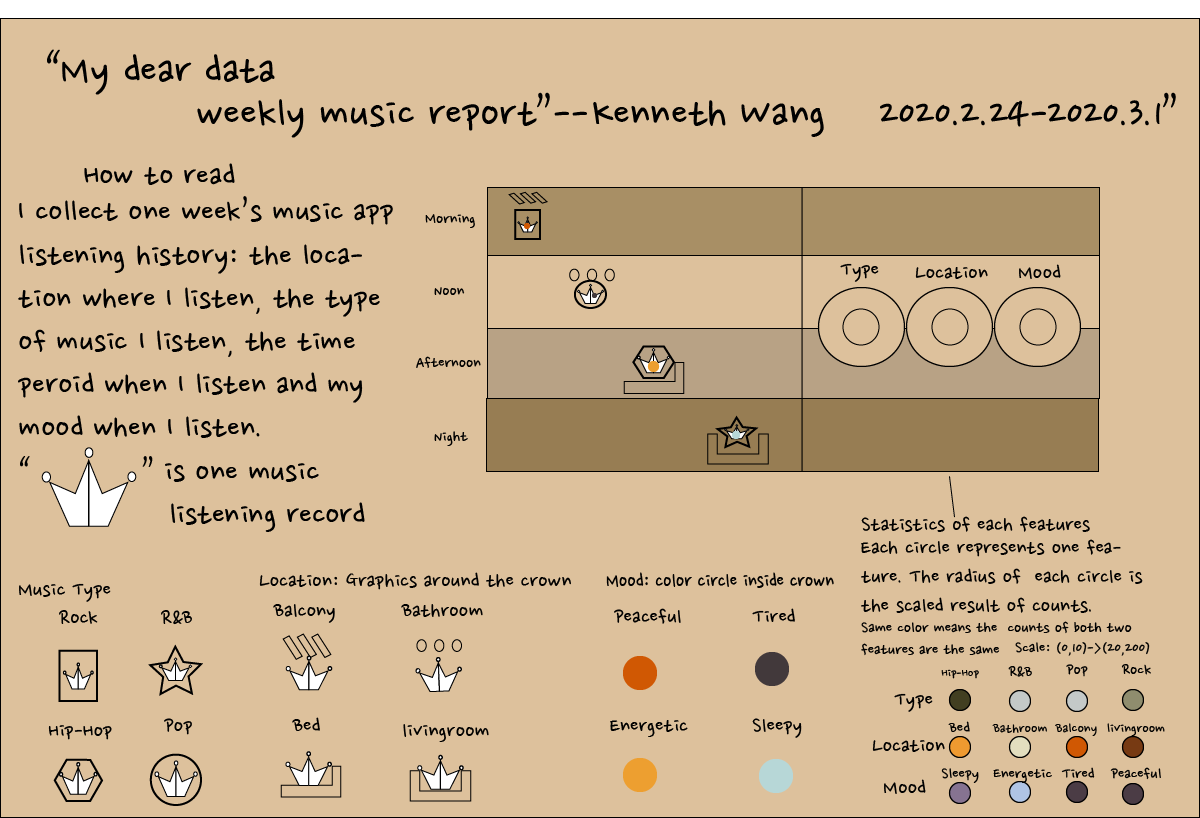 “My dear data
weekly music report”--Kenneth Wang 2020.2.24-2020.3.1”
How to read
I collect one week’s music app
listening history: the loca-
tion where I listen, the type
of music I listen, the time
peroid when I listen and my
mood when I listen.
“ ” is one music
listening record
Morning
Noon
Afternoon
Night
Type Location Mood
Statistics of each features
Each circle represents one fea-
ture. The radius of each circle is
the scaled result of counts.
Same color means the counts of both two
features are the same Scale: (0,10)->(20,200)
Hip-Hop R&B Pop Rock
Type
Bed Bathroom Balcony livingroom
Location
Sleepy Energetic Tired Peaceful
Mood
Music Type
Rock R&B
Hip-Hop Pop
Location: Graphics around the crown
Balcony Bathroom
Bed livingroom
Mood: color circle inside crown
Peaceful Tired
Energetic Sleepy